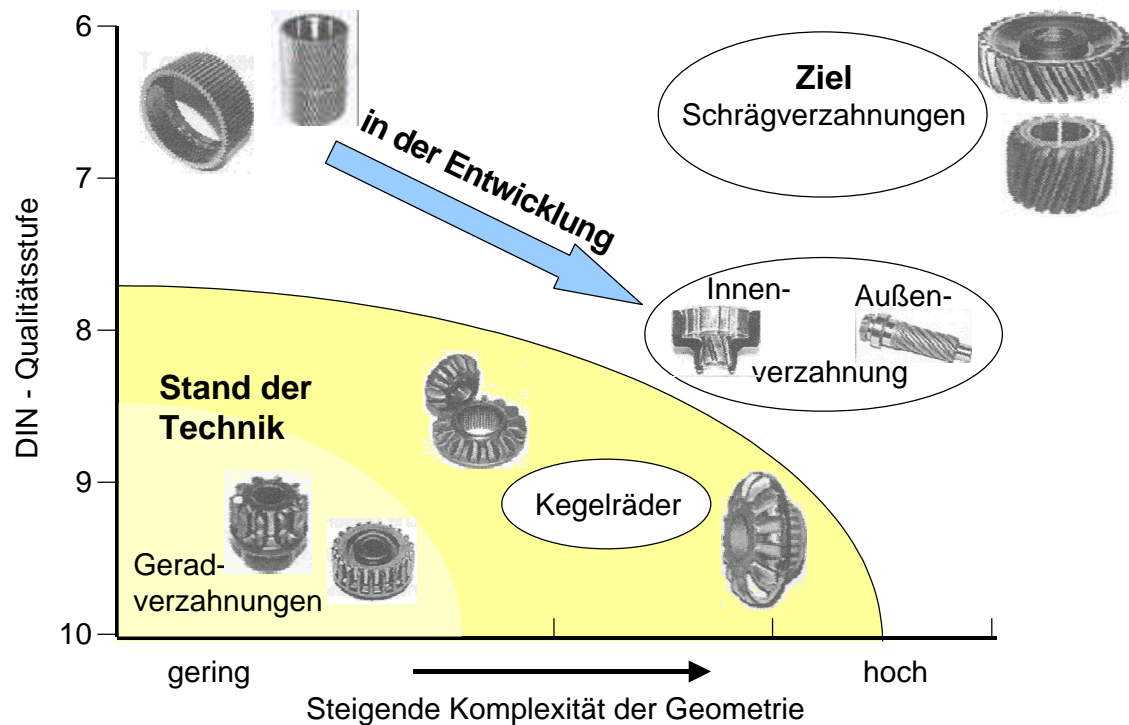 6
7
8
9
10
DIN - Qualitätsstufe
Ziel
Schrägverzahnungen
in der Entwicklung
Innen-
Außen-
verzahnung
Stand der
Technik
Kegelräder
Gerad-
verzahnungen
gering
hoch
Steigende Komplexität der Geometrie